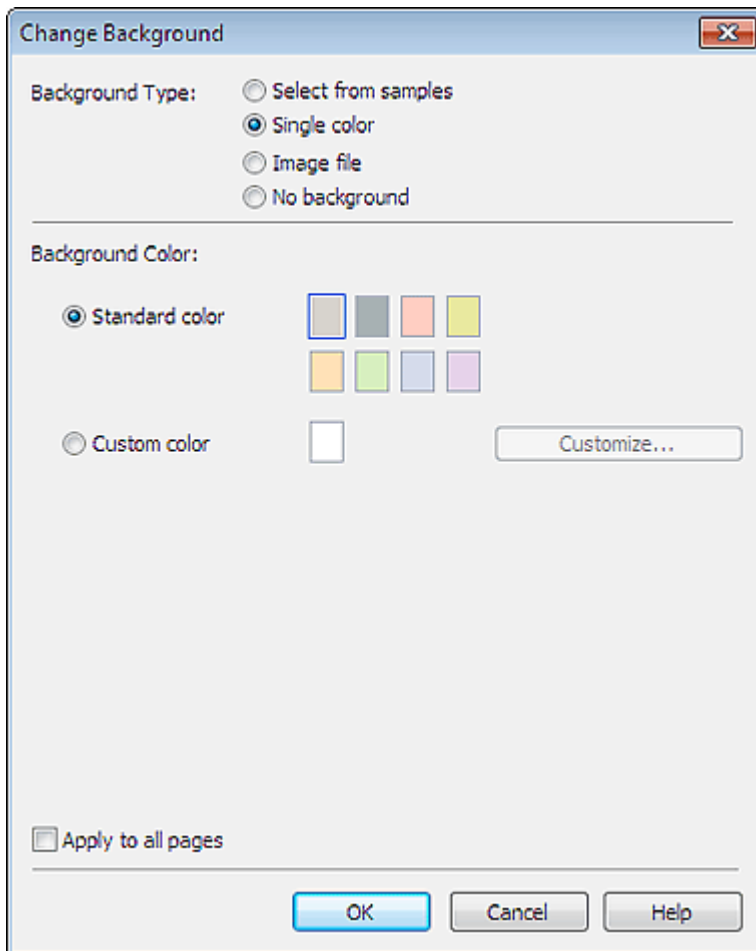 Change Background
Background Type:
Select from samples
Single color
Image file
No background
Background Color:
Standard color
Custom color
Customize...
Apply to all pages
OK
Cancel
Help